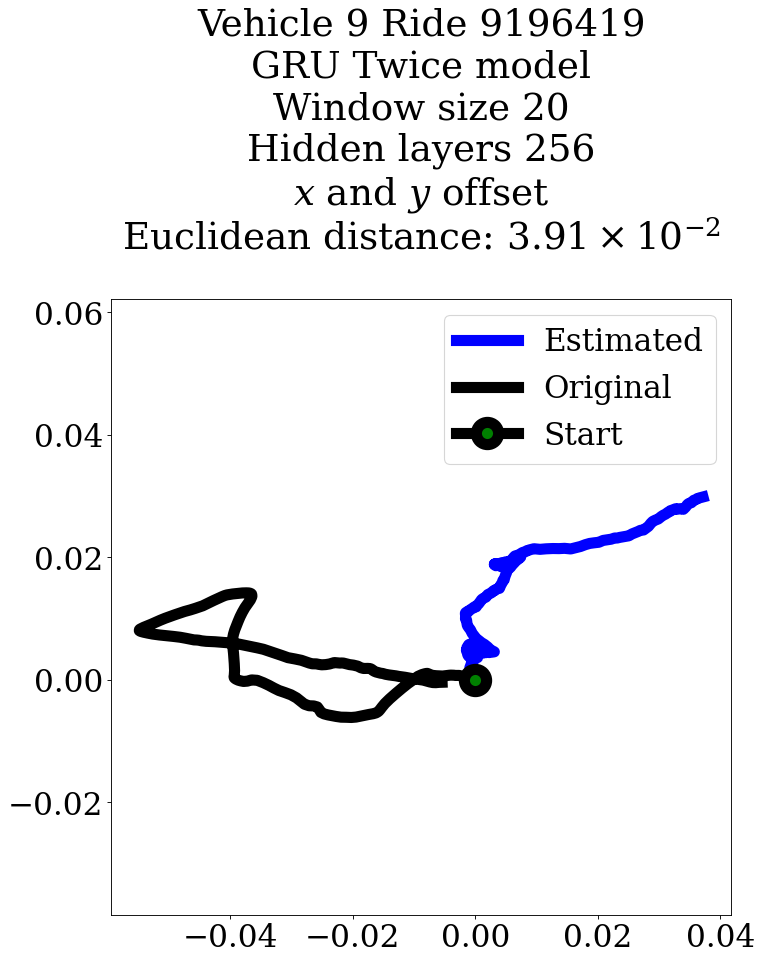 Vehicle 9 Ride 9196419
GRU Twice model
Window size 20
Hidden layers 256
x and y offset
Euclidean distance: 3.91 × 10⁻²
0.06
0.04
0.02
0.00
−0.02
Estimated
Original
Start
−0.04 −0.02 0.00 0.02 0.04